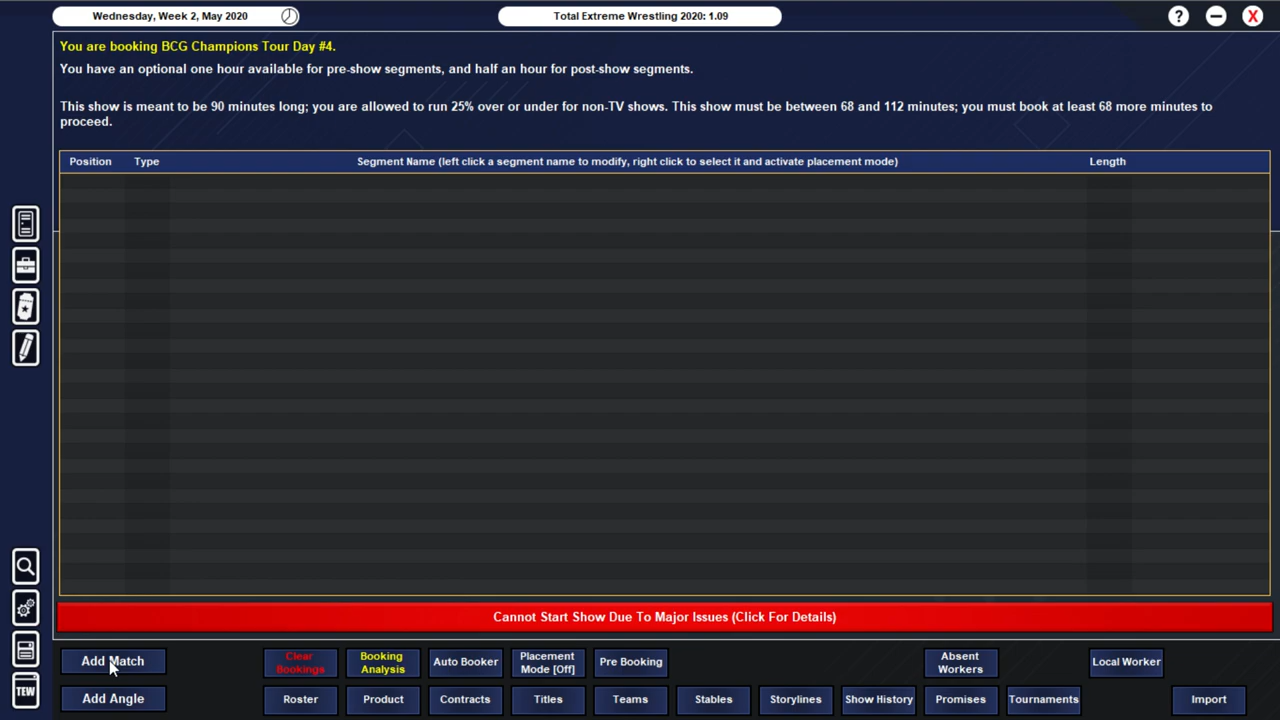 Wednesday, Week 2, May 2020
Total Extreme Wrestling 2020: 1.09
?
X
You are booking BCG Champions Tour Day #4.
You have an optional one hour available for pre-show segments, and half an hour for post-show segments.
This show is meant to be 90 minutes long; you are allowed to run 25% over or under for non-TV shows. This show must be between 68 and 112 minutes; you must book at least 68 more minutes to
proceed.
Position Type Segment Name (left click a segment name to modify, right click to select it and activate placement mode) Length
Cannot Start Show Due To Major Issues (Click For Details)
Add Match
Clear
Bookings
Booking
Analysis
Auto Booker
Placement
Mode [Off]
Pre Booking
Absent
Workers
Local Worker
TEW
Add Angle
Roster
Product
Contracts
Titles
Teams
Stables
Storylines
Show History
Promises
Tournaments
Import